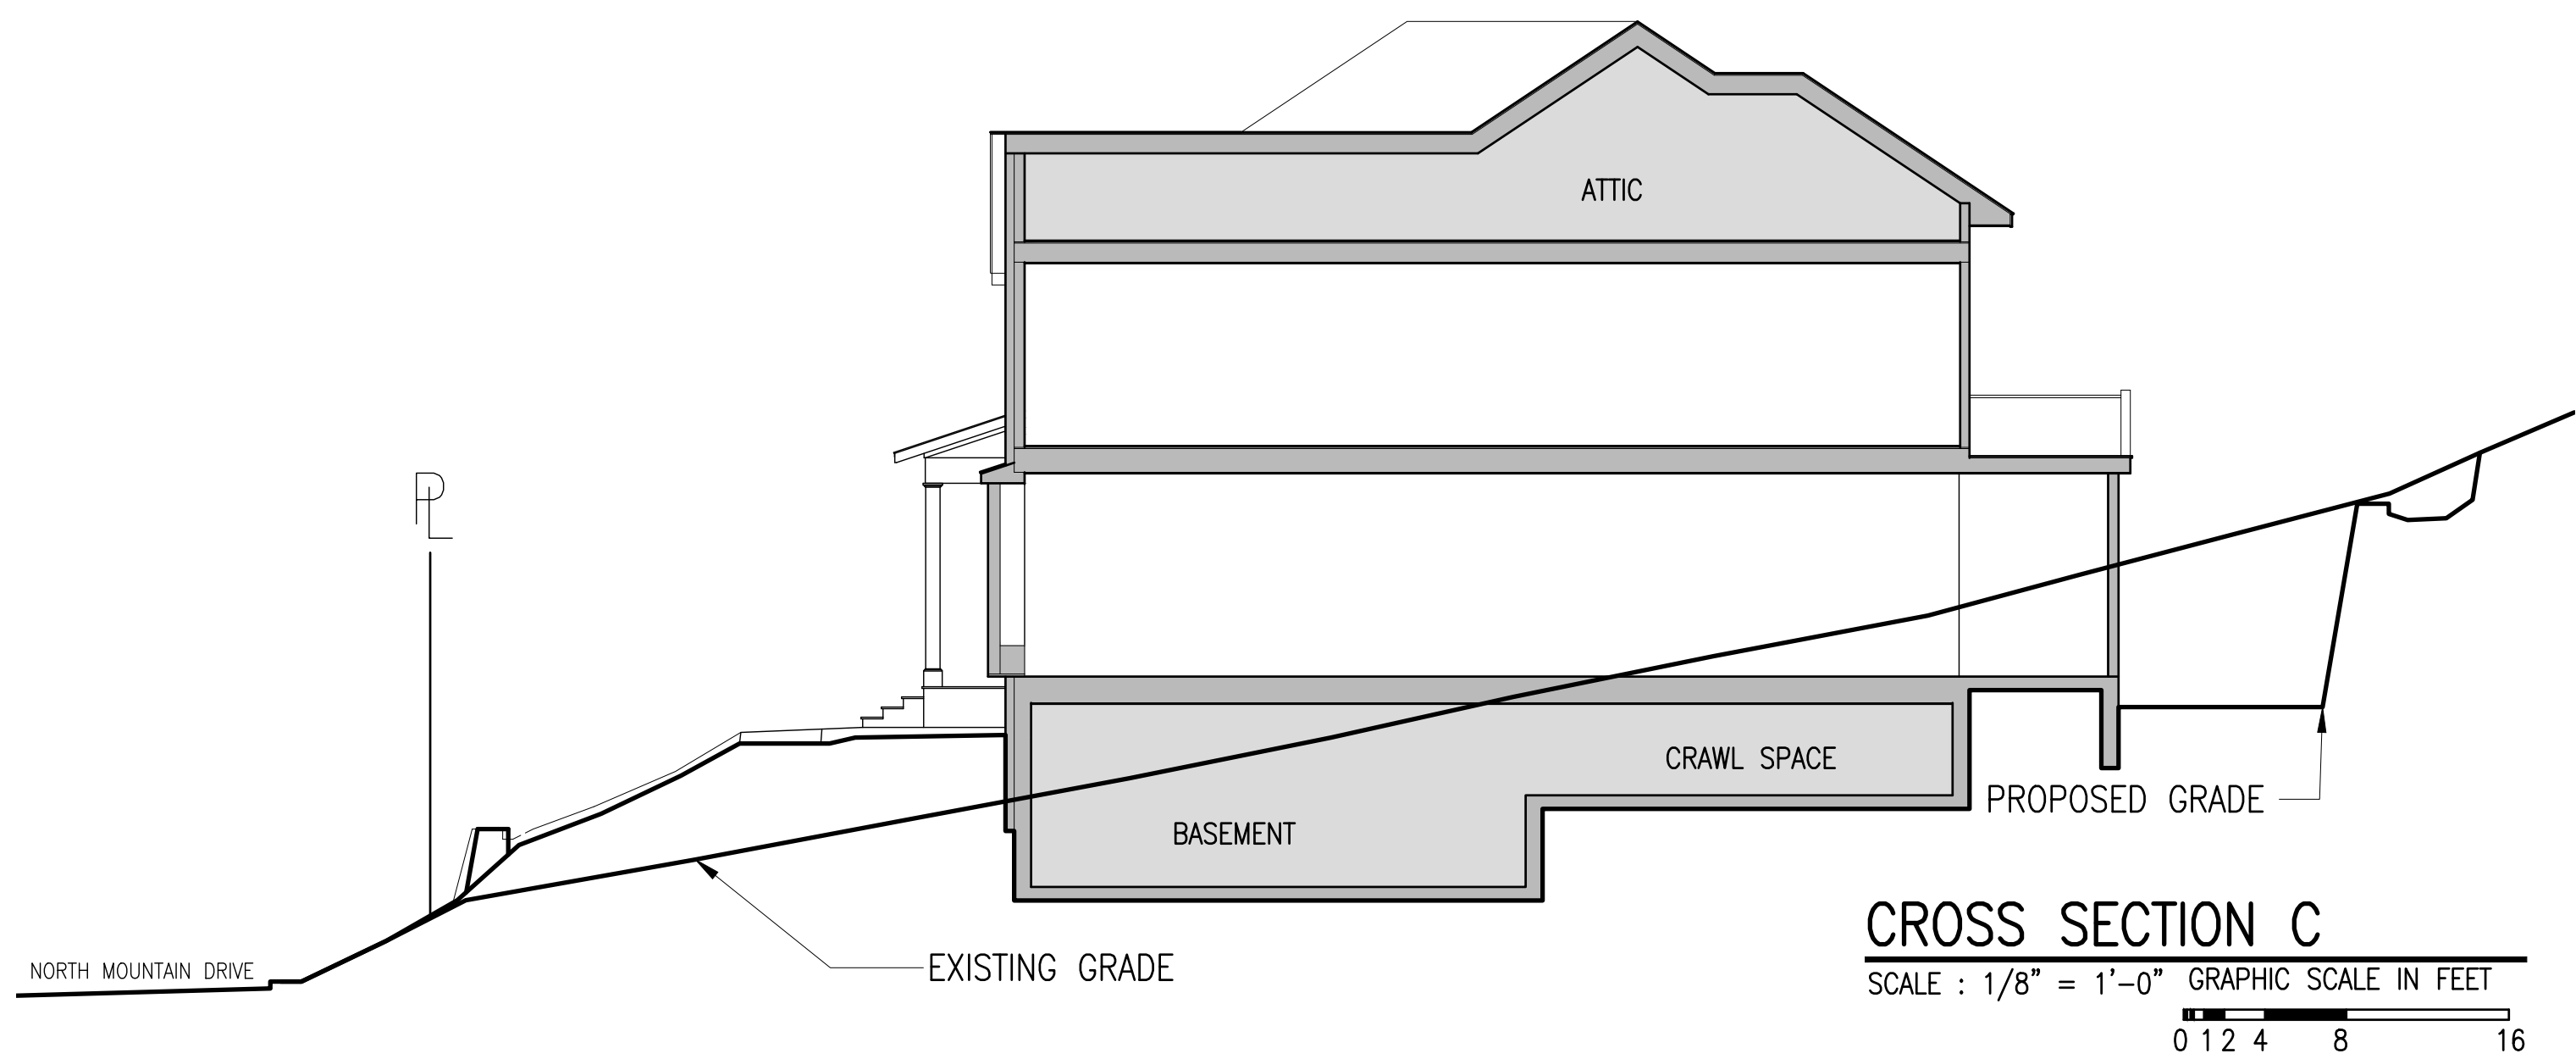 ATTIC
PL
CRAWL SPACE
PROPOSED GRADE
BASEMENT
EXISTING GRADE
NORTH MOUNTAIN DRIVE
CROSS SECTION C
SCALE : 1/8" = 1'-0" GRAPHIC SCALE IN FEET
0 1 2 4 8 16